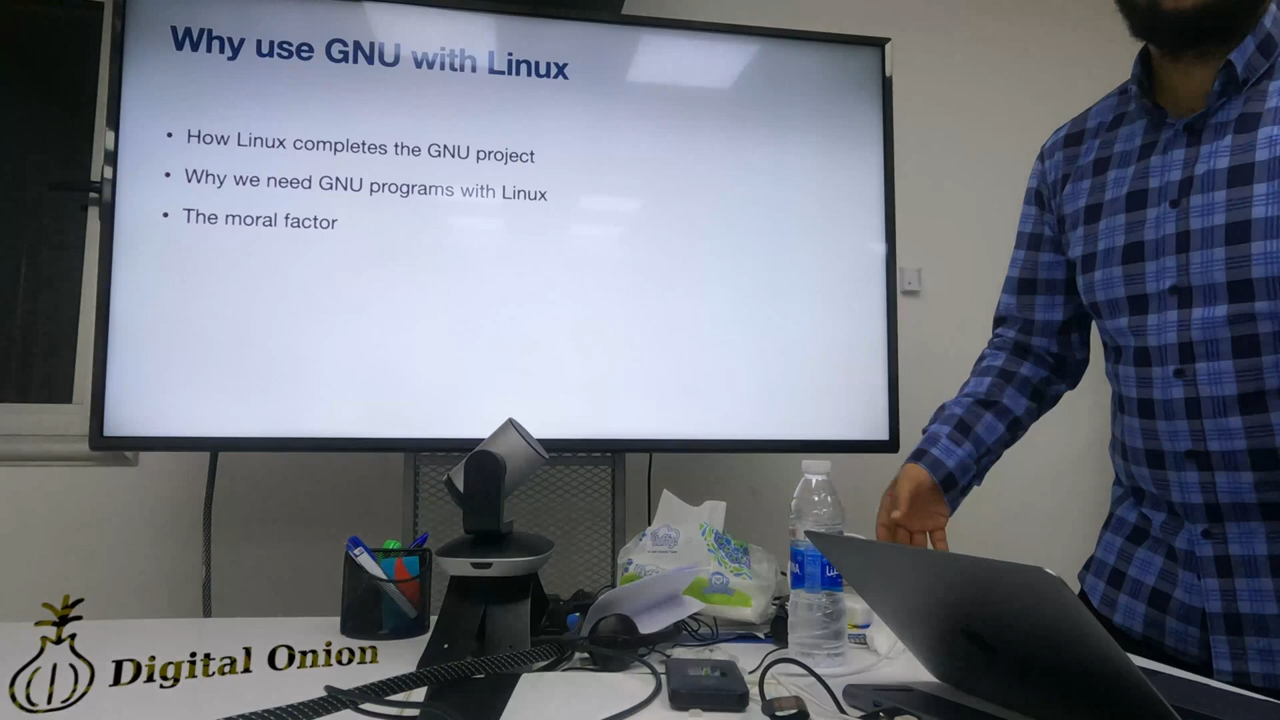 Why use GNU with Linux
• How Linux completes the GNU project
• Why we need GNU programs with Linux
• The moral factor
Digital Onion